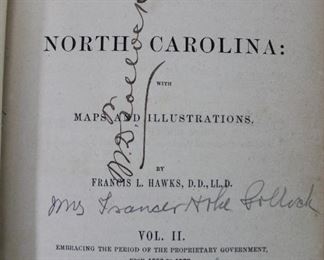 NORTH CAROLINA:
WITH
MAPS AND ILLUSTRATIONS.
W. D. Pollock
BY
FRANCIS L. HAWKS, D.D., LL.D.
Mrs Frances Hoke Pollock
VOL. II.
EMBRACING THE PERIOD OF THE PROPRIETARY GOVERNMENT,